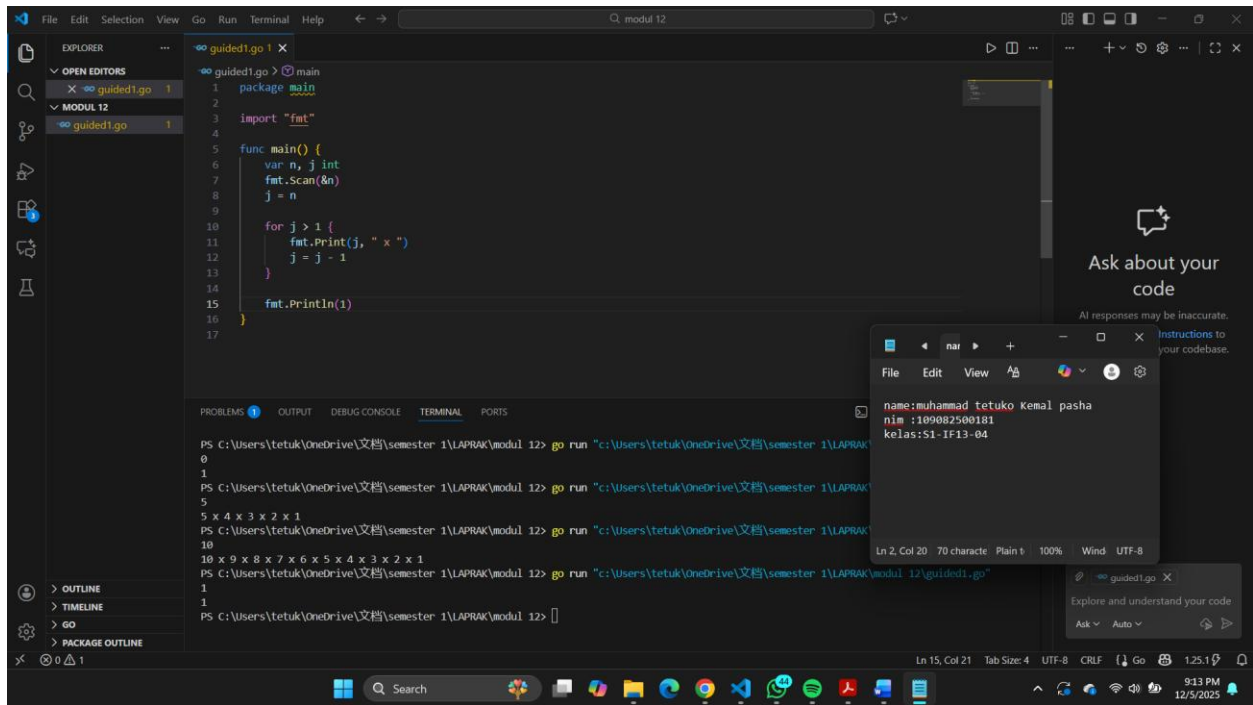 File Edit Selection View Go Run Terminal Help
modul 12
EXPLORER
OPEN EDITORS
guided1.go 1
MODUL 12
guided1.go 1
OUTLINE
TIMELINE
GO
PACKAGE OUTLINE
guided1.go 1
guided1.go > main
1 package main
2
3 import "fmt"
4
5 func main() {
6 var n, j int
7 fmt.Scan(&n)
8 j = n
9
10 for j > 1 {
11 fmt.Print(j, " x ")
12 j = j - 1
13 }
14
15 fmt.Println(1)
16 }
17
PROBLEMS 1 OUTPUT DEBUG CONSOLE TERMINAL PORTS
PS C:\Users\tetuk\OneDrive\文档\semester 1\LAPRAK\modul 12> go run "c:\Users\tetuk\OneDrive\文档\semester 1\LAPRAK
0
1
PS C:\Users\tetuk\OneDrive\文档\semester 1\LAPRAK\modul 12> go run "c:\Users\tetuk\OneDrive\文档\semester 1\LAPRAK
5
5 x 4 x 3 x 2 x 1
PS C:\Users\tetuk\OneDrive\文档\semester 1\LAPRAK\modul 12> go run "c:\Users\tetuk\OneDrive\文档\semester 1\LAPRAK
10
10 x 9 x 8 x 7 x 6 x 5 x 4 x 3 x 2 x 1
PS C:\Users\tetuk\OneDrive\文档\semester 1\LAPRAK\modul 12> go run "c:\Users\tetuk\OneDrive\文档\semester 1\LAPRAK\modul 12\guided1.go"
1
1
PS C:\Users\tetuk\OneDrive\文档\semester 1\LAPRAK\modul 12>
Ask about your
code
AI responses may be inaccurate.
Instructions to
your codebase.
nar
File Edit View
name:muhammad tetuko Kemal pasha
nim :109082500181
kelas:S1-IF13-04
Ln 2, Col 20 70 characte Plain t 100% Wind UTF-8
guided1.go
Explore and understand your code
Ask Auto
0 1
Ln 15, Col 21 Tab Size: 4 UTF-8 CRLF Go 1.25.1
3
Search
44
9:13 PM
12/5/2025